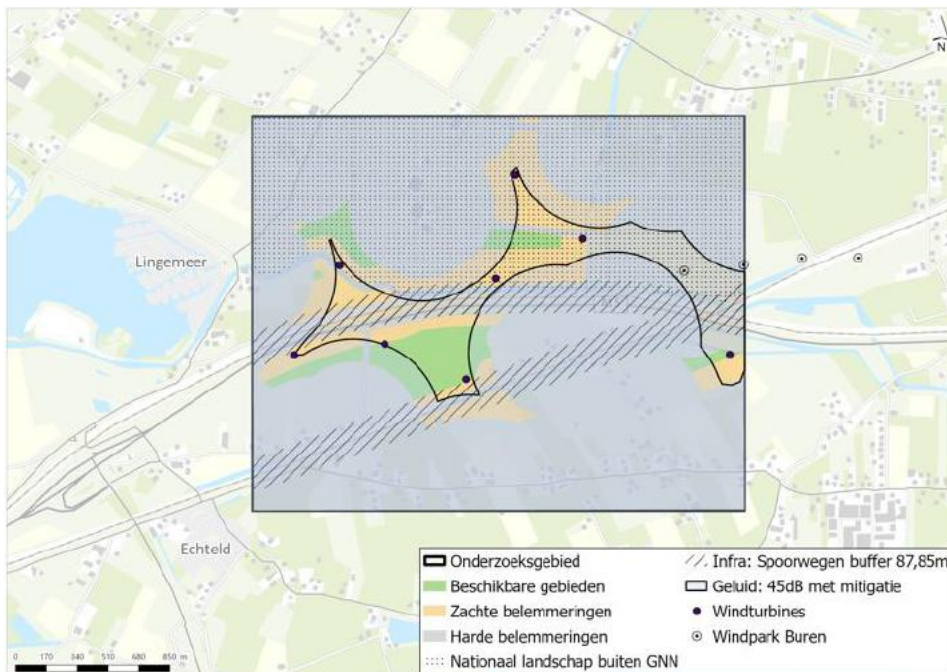 N
Lingemeer
Echteld
Onderzoeksgebied
Beschikbare gebieden
Zachte belemmeringen
Harde belemmeringen
Nationaal landschap buiten GNN
Infra: Spoorwegen buffer 87,85m
Geluid: 45dB met mitigatie
Windturbines
Windpark Buren
0 170 340 510 680 850 m